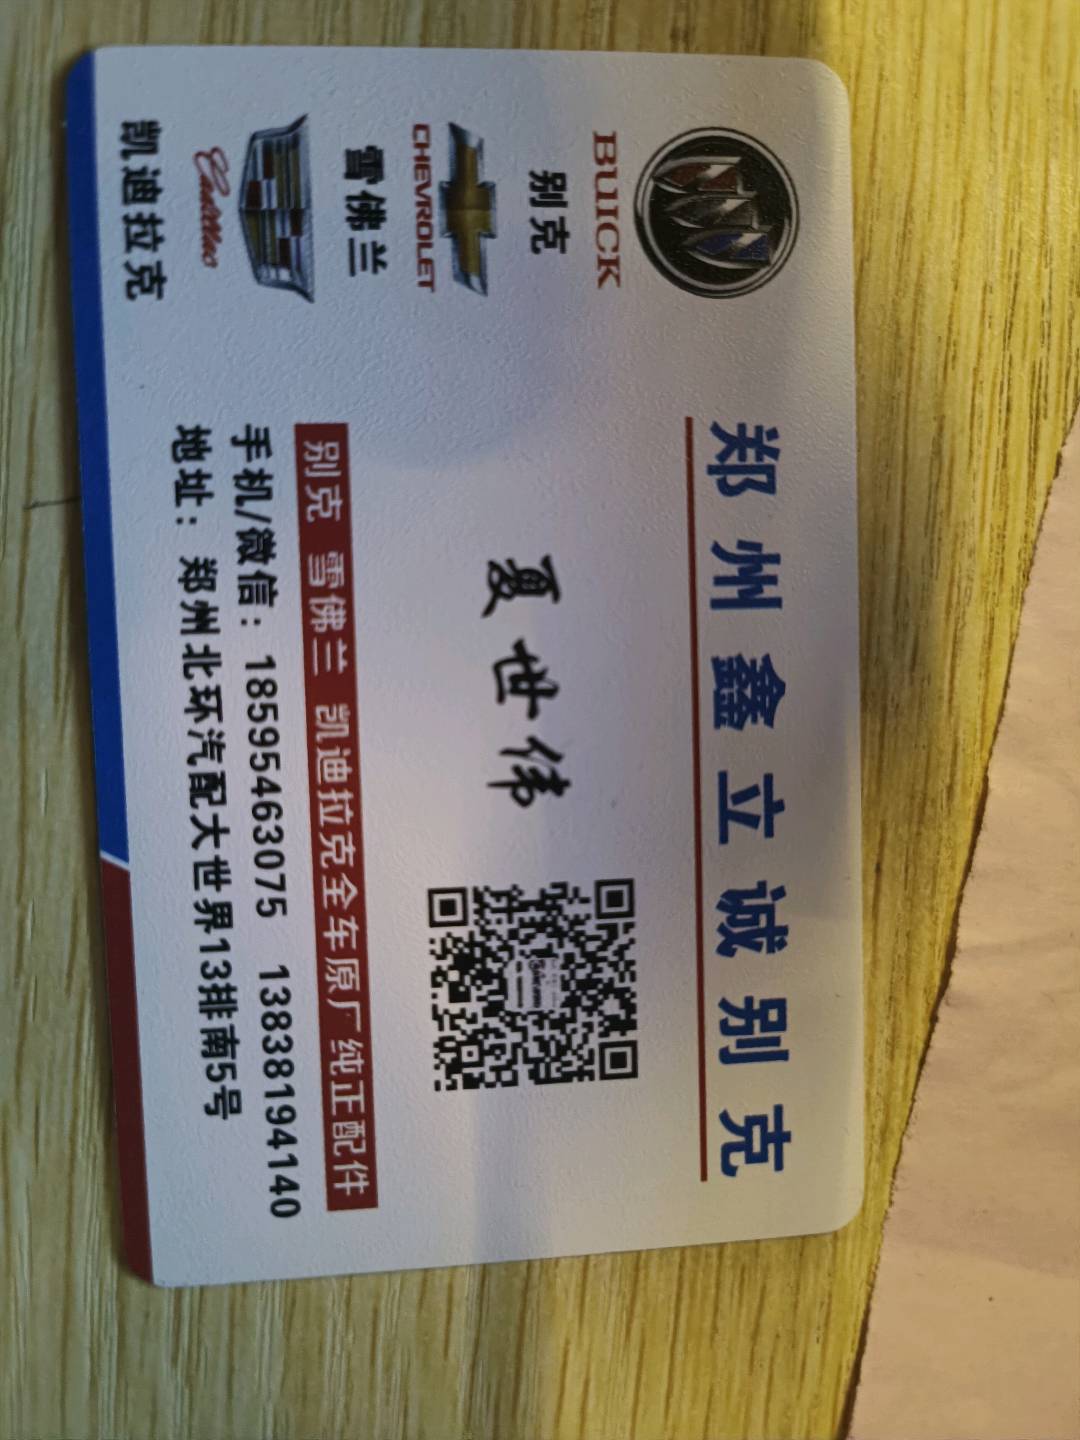 郑州鑫立诚别克
BUICK
别克
CHEVROLET
雪佛兰
Cadillac
凯迪拉克
夏世伟
别克 雪佛兰 凯迪拉克全车原厂纯正配件
手机/微信：18595463075 13838194140
地址：郑州北环汽配大世界13排南5号